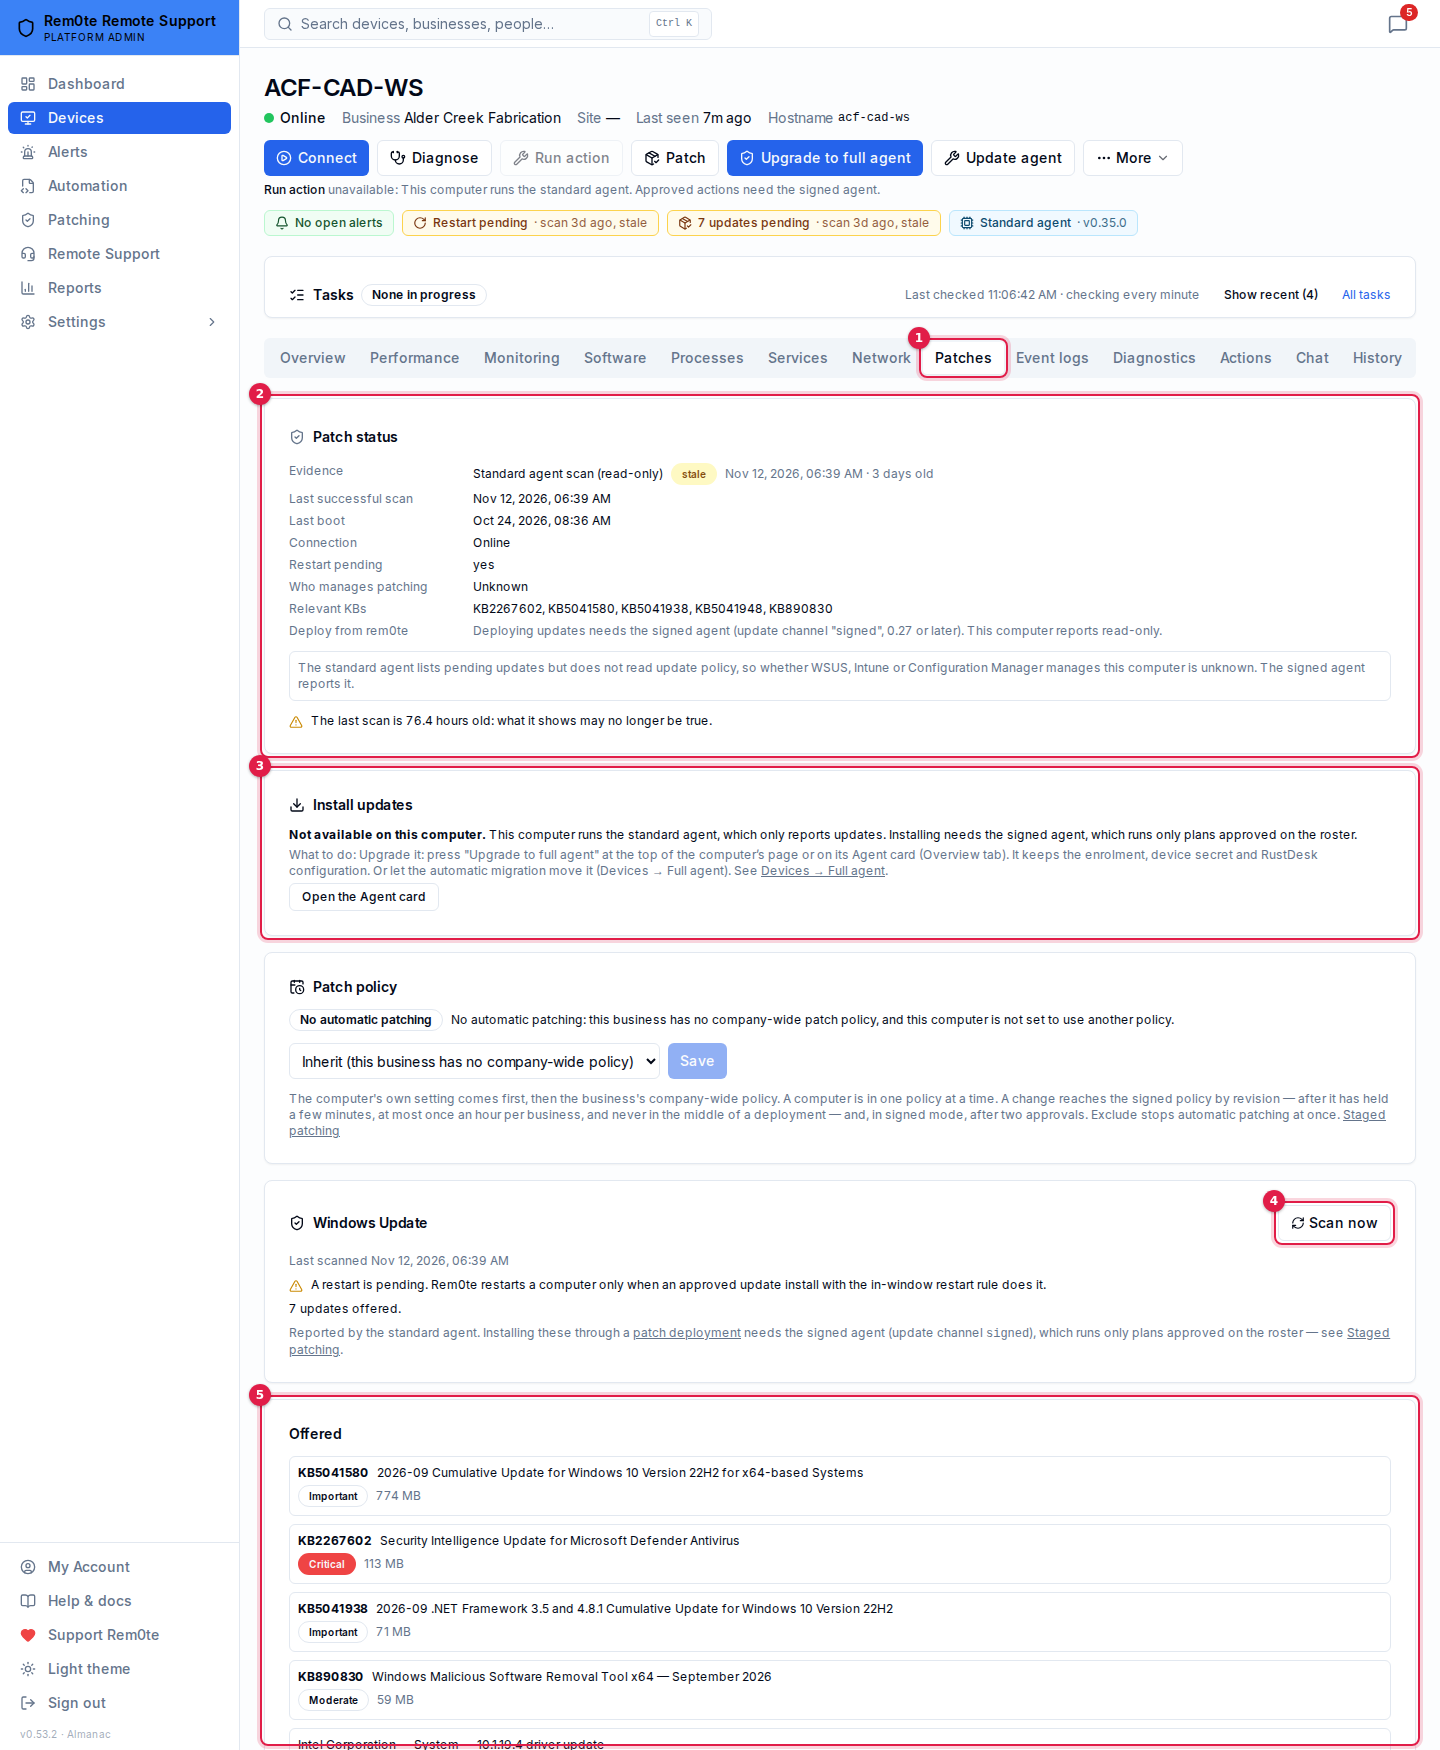 Rem0te Remote Support
PLATFORM ADMIN
Search devices, businesses, people…
Ctrl K
5
Dashboard
Devices
Alerts
Automation
Patching
Remote Support
Reports
Settings
ACF-CAD-WS
Online Business Alder Creek Fabrication Site — Last seen 7m ago Hostname acf-cad-ws
Connect Diagnose Run action Patch Upgrade to full agent Update agent More
Run action unavailable: This computer runs the standard agent. Approved actions need the signed agent.
No open alerts Restart pending · scan 3d ago, stale 7 updates pending · scan 3d ago, stale Standard agent · v0.35.0
Tasks None in progress Last checked 11:06:42 AM · checking every minute Show recent (4) All tasks
1
Overview Performance Monitoring Software Processes Services Network Patches Event logs Diagnostics Actions Chat History
2
Patch status
Evidence Standard agent scan (read-only) stale Nov 12, 2026, 06:39 AM · 3 days old
Last successful scan Nov 12, 2026, 06:39 AM
Last boot Oct 24, 2026, 08:36 AM
Connection Online
Restart pending yes
Who manages patching Unknown
Relevant KBs KB2267602, KB5041580, KB5041938, KB5041948, KB890830
Deploy from rem0te Deploying updates needs the signed agent (update channel "signed", 0.27 or later). This computer reports read-only.
The standard agent lists pending updates but does not read update policy, so whether WSUS, Intune or Configuration Manager manages this computer is unknown. The signed agent
reports it.
The last scan is 76.4 hours old: what it shows may no longer be true.
3
Install updates
Not available on this computer. This computer runs the standard agent, which only reports updates. Installing needs the signed agent, which runs only plans approved on the roster.
What to do: Upgrade it: press "Upgrade to full agent" at the top of the computer's page or on its Agent card (Overview tab). It keeps the enrolment, device secret and RustDesk
configuration. Or let the automatic migration move it (Devices → Full agent). See Devices → Full agent.
Open the Agent card
Patch policy
No automatic patching No automatic patching: this business has no company-wide patch policy, and this computer is not set to use another policy.
Inherit (this business has no company-wide policy) Save
The computer's own setting comes first, then the business's company-wide policy. A computer is in one policy at a time. A change reaches the signed policy by revision — after it has held
a few minutes, at most once an hour per business, and never in the middle of a deployment — and, in signed mode, after two approvals. Exclude stops automatic patching at once. Staged
patching
4
Windows Update Scan now
Last scanned Nov 12, 2026, 06:39 AM
A restart is pending. Rem0te restarts a computer only when an approved update install with the in-window restart rule does it.
7 updates offered.
Reported by the standard agent. Installing these through a patch deployment needs the signed agent (update channel signed), which runs only plans approved on the roster — see Staged
patching.
5
Offered
KB5041580 2026-09 Cumulative Update for Windows 10 Version 22H2 for x64-based Systems
Important 774 MB
KB2267602 Security Intelligence Update for Microsoft Defender Antivirus
Critical 113 MB
KB5041938 2026-09 .NET Framework 3.5 and 4.8.1 Cumulative Update for Windows 10 Version 22H2
Important 71 MB
KB890830 Windows Malicious Software Removal Tool x64 — September 2026
Moderate 59 MB
Intel Corporation — System — 10.1.19.4 driver update
My Account
Help & docs
Support Rem0te
Light theme
Sign out
v0.53.2 · Almanac